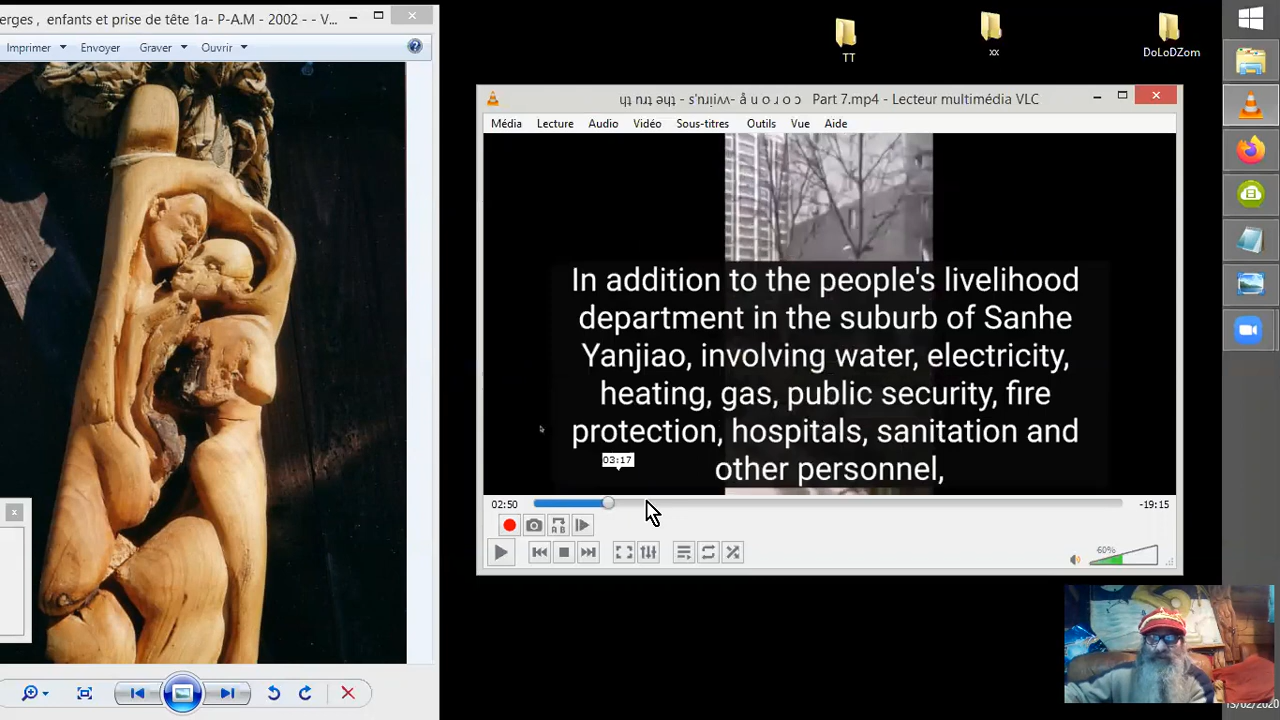 erges , enfants et prise de tête 1a- P-A.M - 2002 - - V...
Imprimer Envoyer Graver Ouvrir
TT
xx
DoLoDZom
Part 7.mp4 - Lecteur multimédia VLC
Média Lecture Audio Vidéo Sous-titres Outils Vue Aide
In addition to the people's livelihood
department in the suburb of Sanhe
Yanjiao, involving water, electricity,
heating, gas, public security, fire
protection, hospitals, sanitation and
other personnel,
03:17
02:50
-19:15
60%
13/02/2020